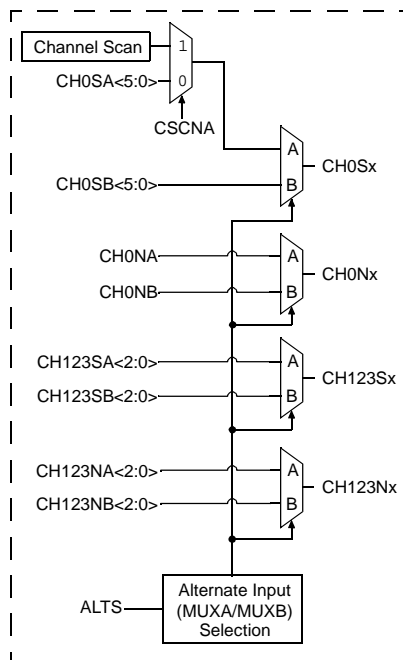 Channel Scan
1
CH0SA<5:0>
0
CSCNA
A
CH0Sx
CH0SB<5:0>
B
CH0NA
A
CH0Nx
CH0NB
B
CH123SA<2:0>
A
CH123Sx
CH123SB<2:0>
B
CH123NA<2:0>
A
CH123Nx
CH123NB<2:0>
B
ALTS
Alternate Input
(MUXA/MUXB)
Selection